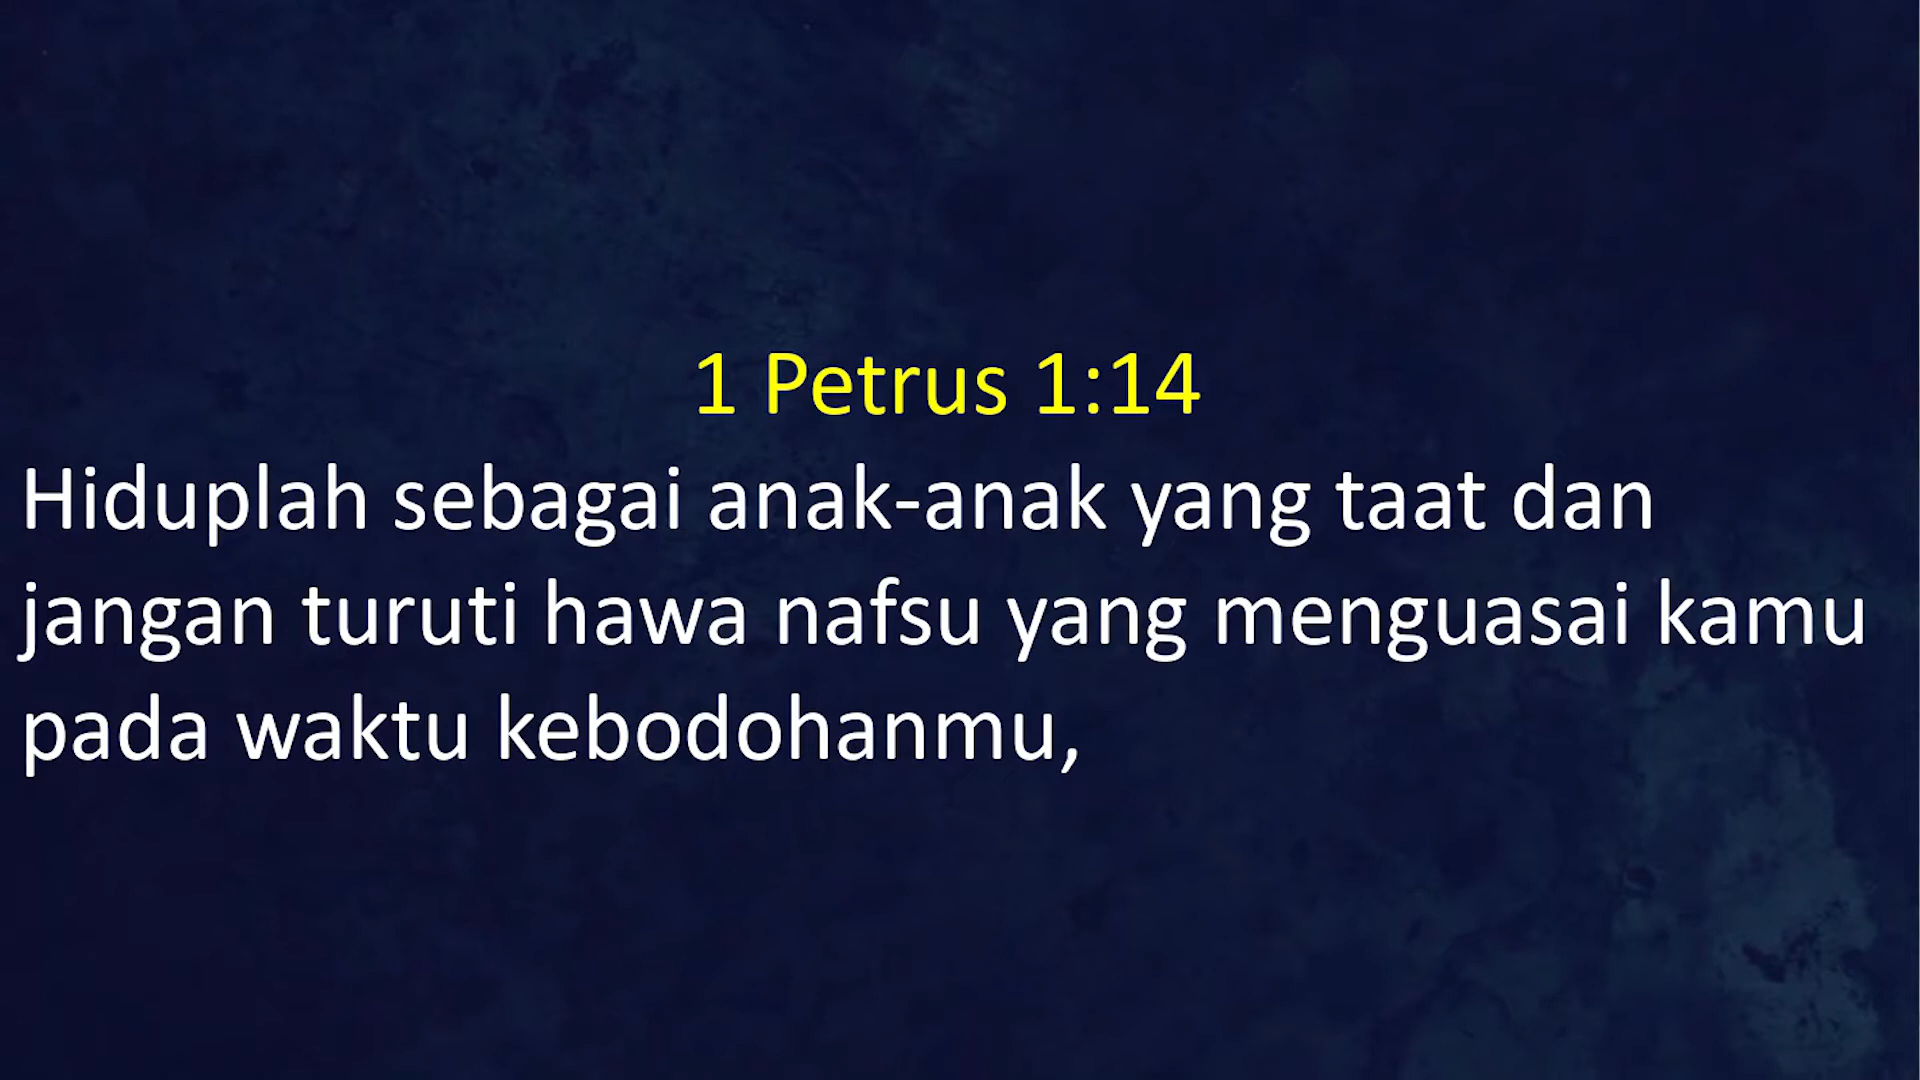 1 Petrus 1:14
Hiduplah sebagai anak-anak yang taat dan
jangan turuti hawa nafsu yang menguasai kamu
pada waktu kebodohanmu,